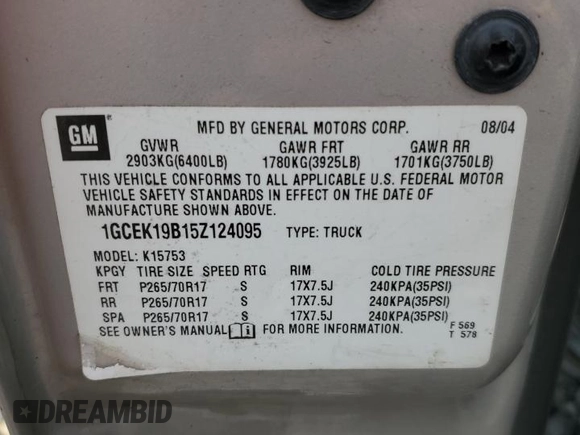 GM
MFD BY GENERAL MOTORS CORP. 08/04
GVWR GAWR FRT GAWR RR
2903KG(6400LB) 1780KG(3925LB) 1701KG(3750LB)
THIS VEHICLE CONFORMS TO ALL APPLICABLE U.S. FEDERAL MOTOR
VEHICLE SAFETY STANDARDS IN EFFECT ON THE DATE OF
MANUFACTURE SHOWN ABOVE.
1GCEK19B15Z124095 TYPE: TRUCK
MODEL: K15753
KPGY TIRE SIZE SPEED RTG RIM COLD TIRE PRESSURE
FRT P265/70R17 S 17X7.5J 240KPA(35PSI)
RR P265/70R17 S 17X7.5J 240KPA(35PSI)
SPA P265/70R17 S 17X7.5J 240KPA(35PSI)
SEE OWNER'S MANUAL FOR MORE INFORMATION.
F 569
T 578
DREAMBID